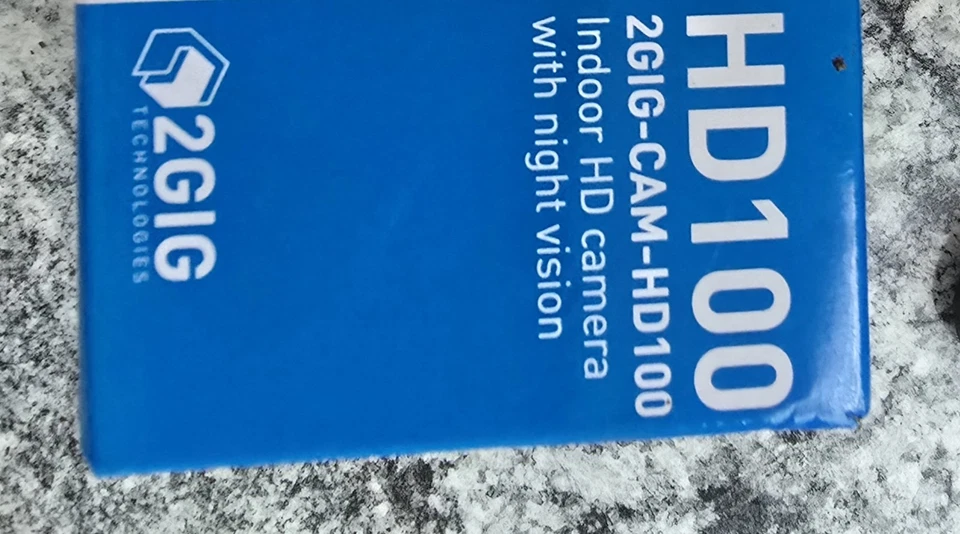 HD100
2GIG-CAM-HD100
Indoor HD camera
with night vision
2GIG
TECHNOLOGIES